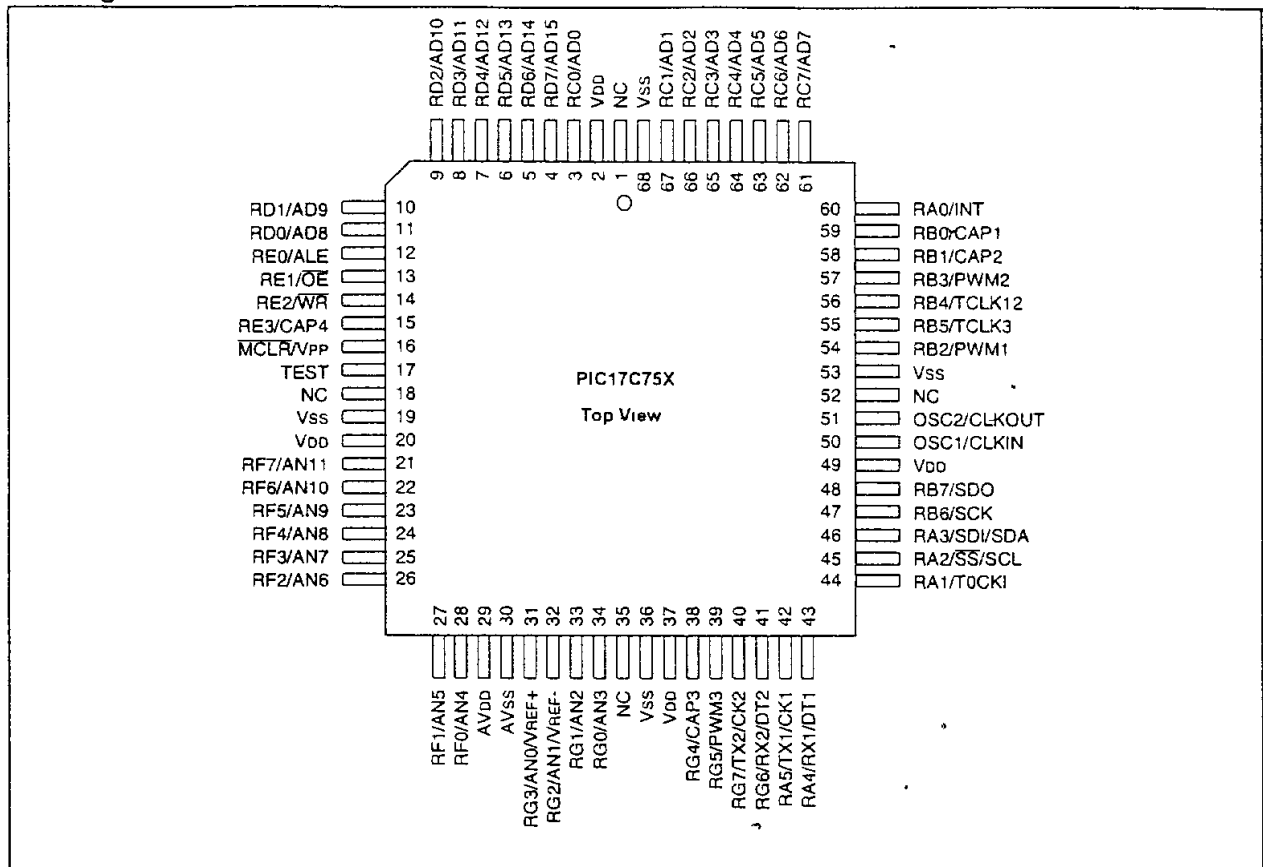 RD2/AD10
RD3/AD11
RD4/AD12
RD5/AD13
RD6/AD14
RD7/AD15
RC0/AD0
VDD
NC
VSS
RC1/AD1
RC2/AD2
RC3/AD3
RC4/AD4
RC5/AD5
RC6/AD6
RC7/AD7
9 8 7 6 5 4 3 2 1 68 67 66 65 64 63 62 61
RD1/AD9 10
RD0/AD8 11
RE0/ALE 12
RE1/OE 13
RE2/WR 14
RE3/CAP4 15
MCLR/VPP 16
TEST 17
NC 18
VSS 19
VDD 20
RF7/AN11 21
RF6/AN10 22
RF5/AN9 23
RF4/AN8 24
RF3/AN7 25
RF2/AN6 26
PIC17C75X
Top View
60 RA0/INT
59 RB0/CAP1
58 RB1/CAP2
57 RB3/PWM2
56 RB4/TCLK12
55 RB5/TCLK3
54 RB2/PWM1
53 VSS
52 NC
51 OSC2/CLKOUT
50 OSC1/CLKIN
49 VDD
48 RB7/SDO
47 RB6/SCK
46 RA3/SDI/SDA
45 RA2/SS/SCL
44 RA1/T0CKI
27 28 29 30 31 32 33 34 35 36 37 38 39 40 41 42 43
RF1/AN5
RF0/AN4
AVDD
AVSS
RG3/AN0/VREF+
RG2/AN1/VREF-
RG1/AN2
RG0/AN3
NC
VSS
VDD
RG4/CAP3
RG5/PWM3
RG7/TX2/CK2
RG6/RX2/DT2
RA5/TX1/CK1
RA4/RX1/DT1